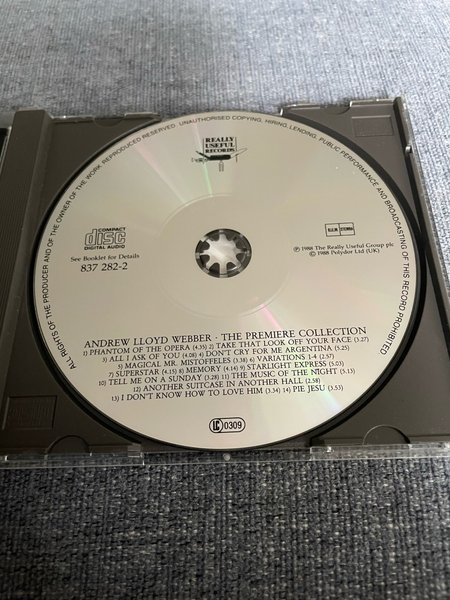 ALL RIGHTS OF THE PRODUCER AND OF THE OWNER OF THE WORK REPRODUCED RESERVED UNAUTHORISED COPYING, HIRING, LENDING, PUBLIC PERFORMANCE AND BROADCASTING OF THIS RECORD PROHIBITED
REALLY
USEFUL
RECORDS
COMPACT
disc
DIGITAL AUDIO
See Booklet for Details
837 282-2
BIEM STEMRA
℗ 1988 The Really Useful Group plc
© 1988 Polydor Ltd (UK)
ANDREW LLOYD WEBBER · THE PREMIERE COLLECTION
1) PHANTOM OF THE OPERA (4.35) 2) TAKE THAT LOOK OFF YOUR FACE (3.27)
3) ALL I ASK OF YOU (4.08) 4) DON'T CRY FOR ME ARGENTINA (5.25)
5) MAGICAL MR. MISTOFFELES (3.38) 6) VARIATIONS 1-4 (2.57)
7) SUPERSTAR (4.15) 8) MEMORY (4.14) 9) STARLIGHT EXPRESS (5.03)
10) TELL ME ON A SUNDAY (3.28) 11) THE MUSIC OF THE NIGHT (5.13)
12) ANOTHER SUITCASE IN ANOTHER HALL (2.58)
13) I DON'T KNOW HOW TO LOVE HIM (3.34) 14) PIE JESU (3.53)
LC 0309